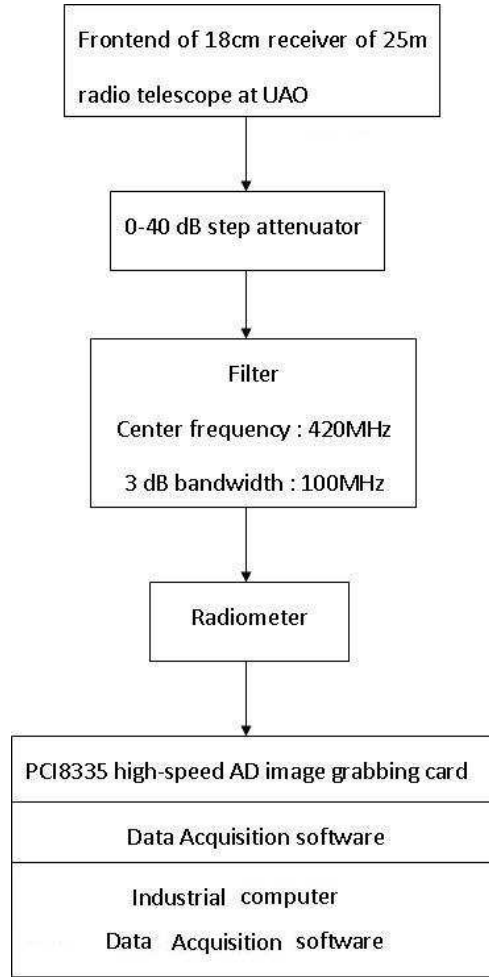 Frontend of 18cm receiver of 25m
radio telescope at UAO
0-40 dB step attenuator
Filter
Center frequency : 420MHz
3 dB bandwidth : 100MHz
Radiometer
PCI8335 high-speed AD image grabbing card
Data Acquisition software
Industrial computer
Data Acquisition software